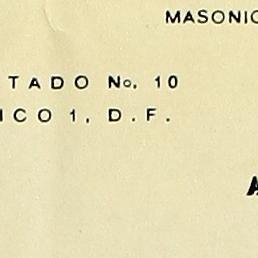 MASONIC
TADO No. 10
ICO 1, D.F.
A